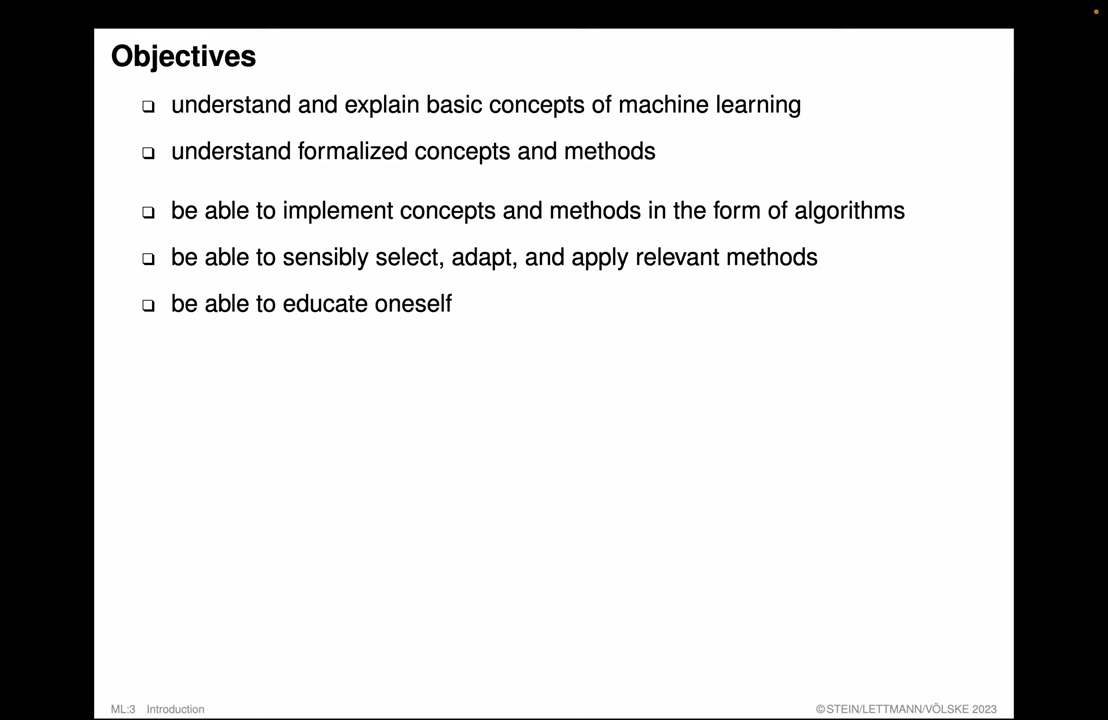 Objectives
❑ understand and explain basic concepts of machine learning
❑ understand formalized concepts and methods
❑ be able to implement concepts and methods in the form of algorithms
❑ be able to sensibly select, adapt, and apply relevant methods
❑ be able to educate oneself
ML:3 Introduction
© STEIN/LETTMANN/VÖLSKE 2023